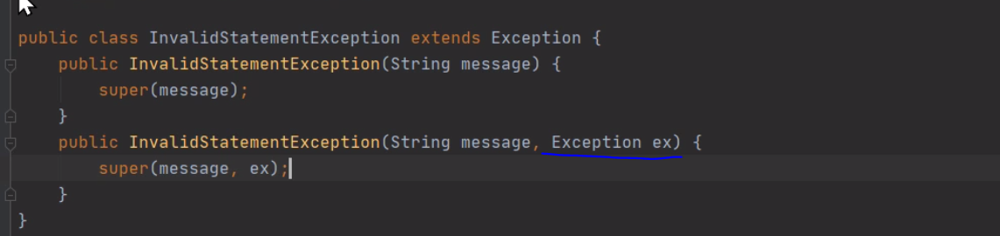 public class InvalidStatementException extends Exception {
public InvalidStatementException(String message) {
super(message);
}
public InvalidStatementException(String message, Exception ex) {
super(message, ex);
}
}